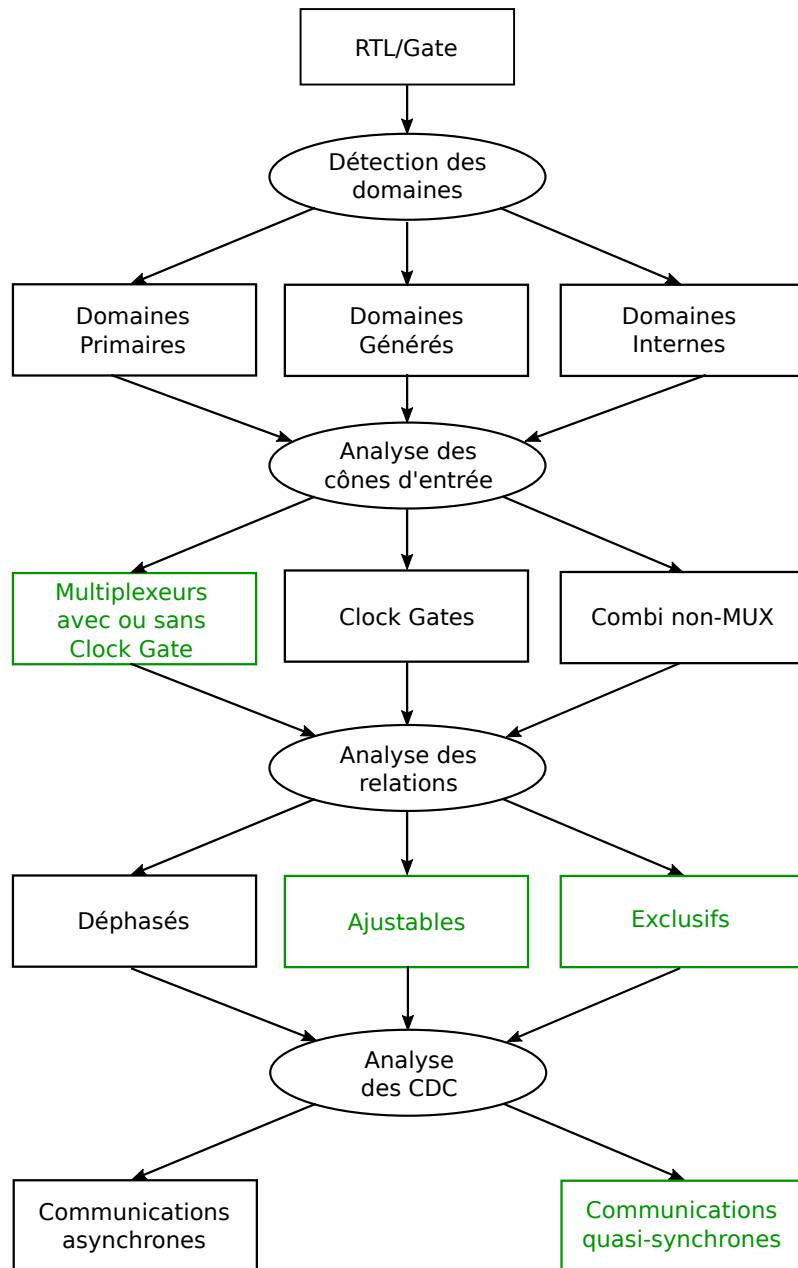 RTL/Gate
Détection des
domaines
Domaines
Primaires
Domaines
Générés
Domaines
Internes
Analyse des
cônes d'entrée
Multiplexeurs
avec ou sans
Clock Gate
Clock Gates
Combi non-MUX
Analyse des
relations
Déphasés
Ajustables
Exclusifs
Analyse
des CDC
Communications
asynchrones
Communications
quasi-synchrones